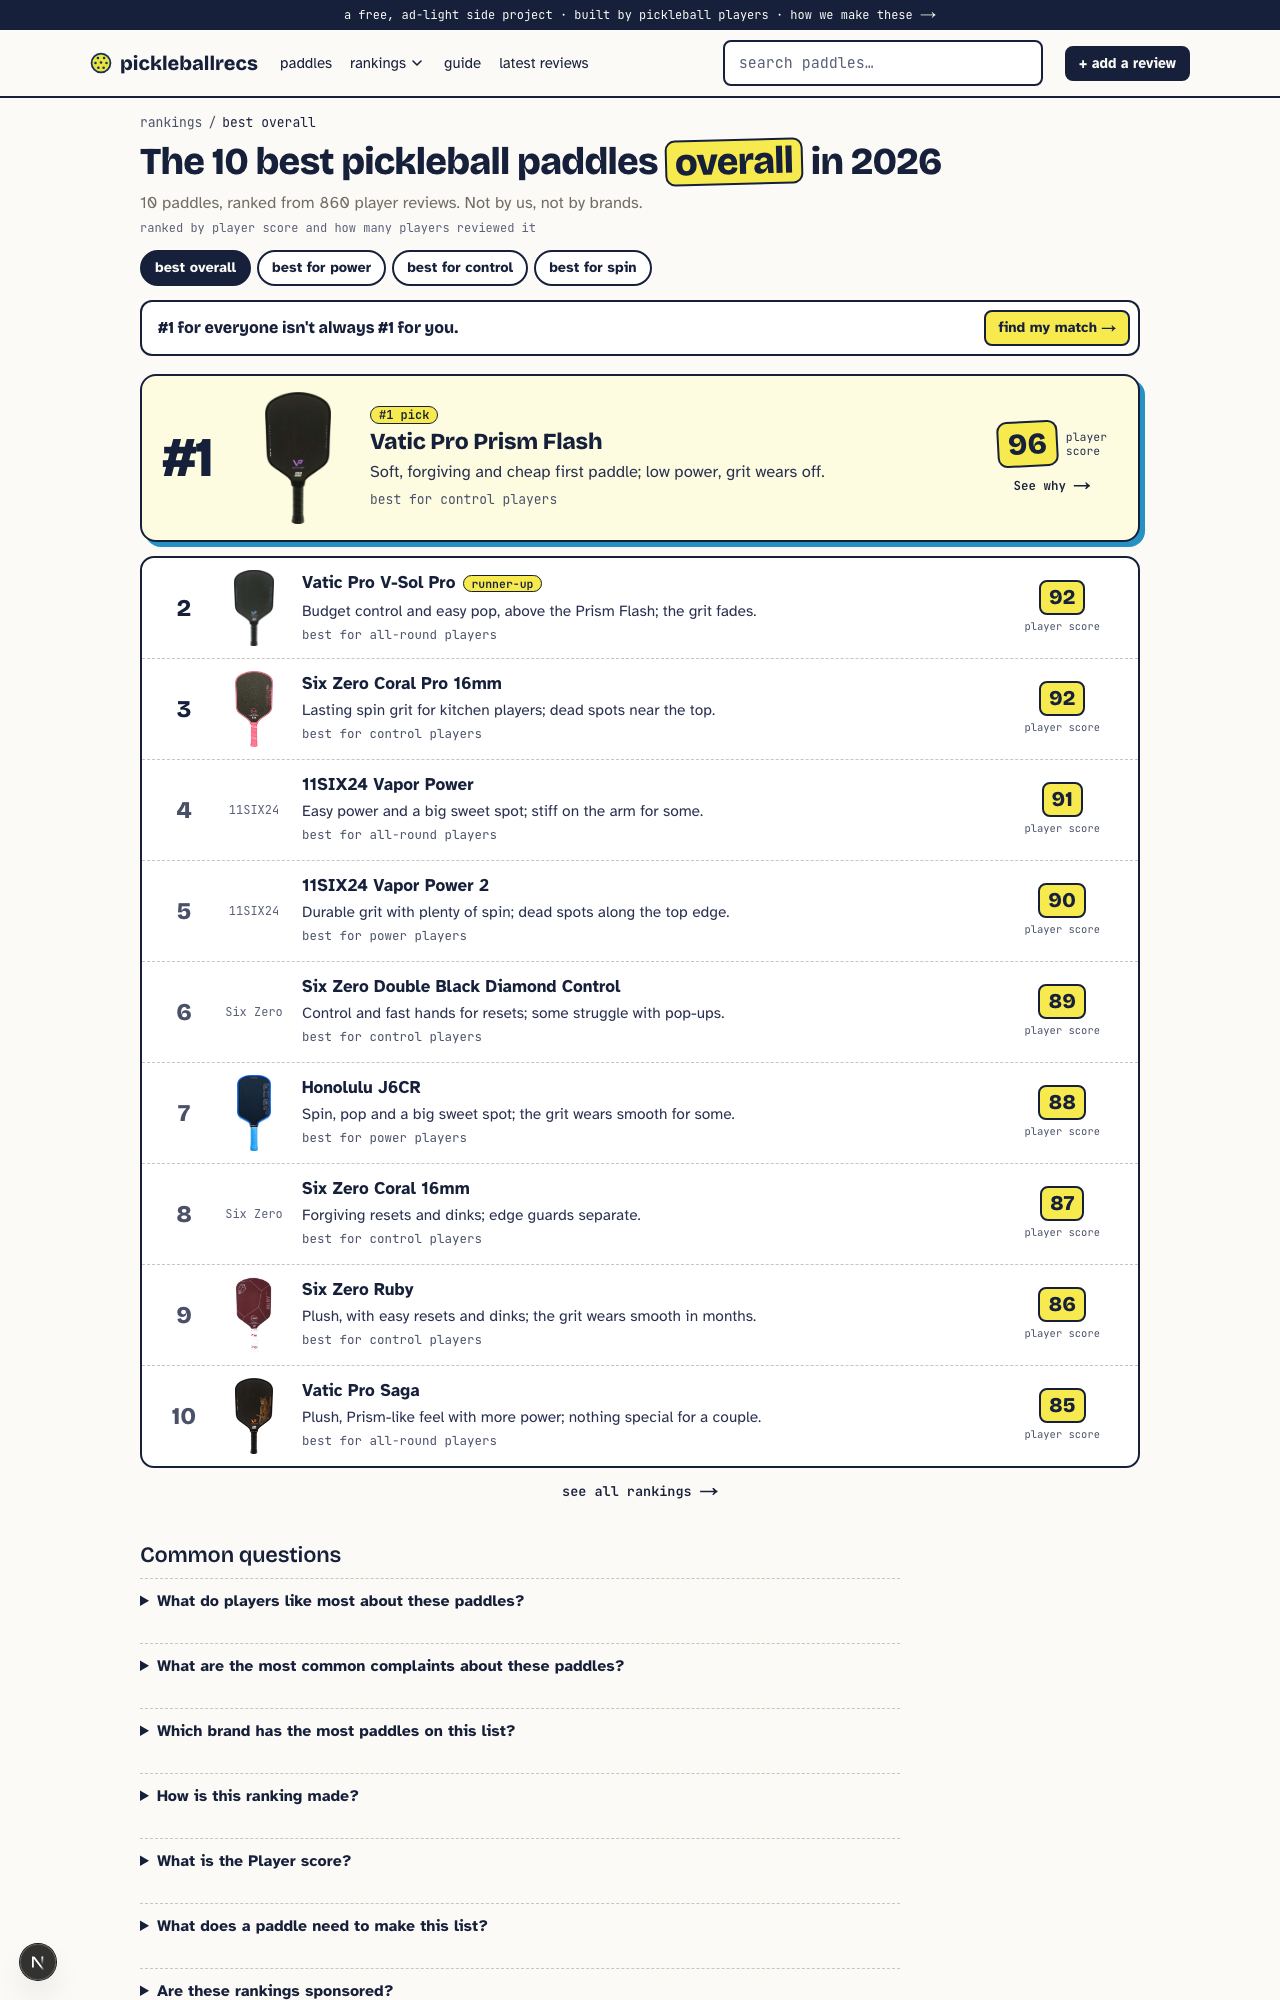 a free, ad-light side project · built by pickleball players · how we make these →
pickleballrecs
paddles
rankings
guide
latest reviews
search paddles…
+ add a review
rankings / best overall
The 10 best pickleball paddles overall in 2026
10 paddles, ranked from 860 player reviews. Not by us, not by brands.
ranked by player score and how many players reviewed it
best overall
best for power
best for control
best for spin
#1 for everyone isn't always #1 for you.
find my match →
#1
#1 pick
Vatic Pro Prism Flash
Soft, forgiving and cheap first paddle; low power, grit wears off.
best for control players
96
player
score
See why →
2
Vatic Pro V-Sol Pro runner-up
Budget control and easy pop, above the Prism Flash; the grit fades.
best for all-round players
92
player score
3
Six Zero Coral Pro 16mm
Lasting spin grit for kitchen players; dead spots near the top.
best for control players
92
player score
4
11SIX24
11SIX24 Vapor Power
Easy power and a big sweet spot; stiff on the arm for some.
best for all-round players
91
player score
5
11SIX24
11SIX24 Vapor Power 2
Durable grit with plenty of spin; dead spots along the top edge.
best for power players
90
player score
6
Six Zero
Six Zero Double Black Diamond Control
Control and fast hands for resets; some struggle with pop-ups.
best for control players
89
player score
7
Honolulu J6CR
Spin, pop and a big sweet spot; the grit wears smooth for some.
best for power players
88
player score
8
Six Zero
Six Zero Coral 16mm
Forgiving resets and dinks; edge guards separate.
best for control players
87
player score
9
Six Zero Ruby
Plush, with easy resets and dinks; the grit wears smooth in months.
best for control players
86
player score
10
Vatic Pro Saga
Plush, Prism-like feel with more power; nothing special for a couple.
best for all-round players
85
player score
see all rankings →
Common questions
What do players like most about these paddles?
What are the most common complaints about these paddles?
Which brand has the most paddles on this list?
How is this ranking made?
What is the Player score?
What does a paddle need to make this list?
Are these rankings sponsored?
N